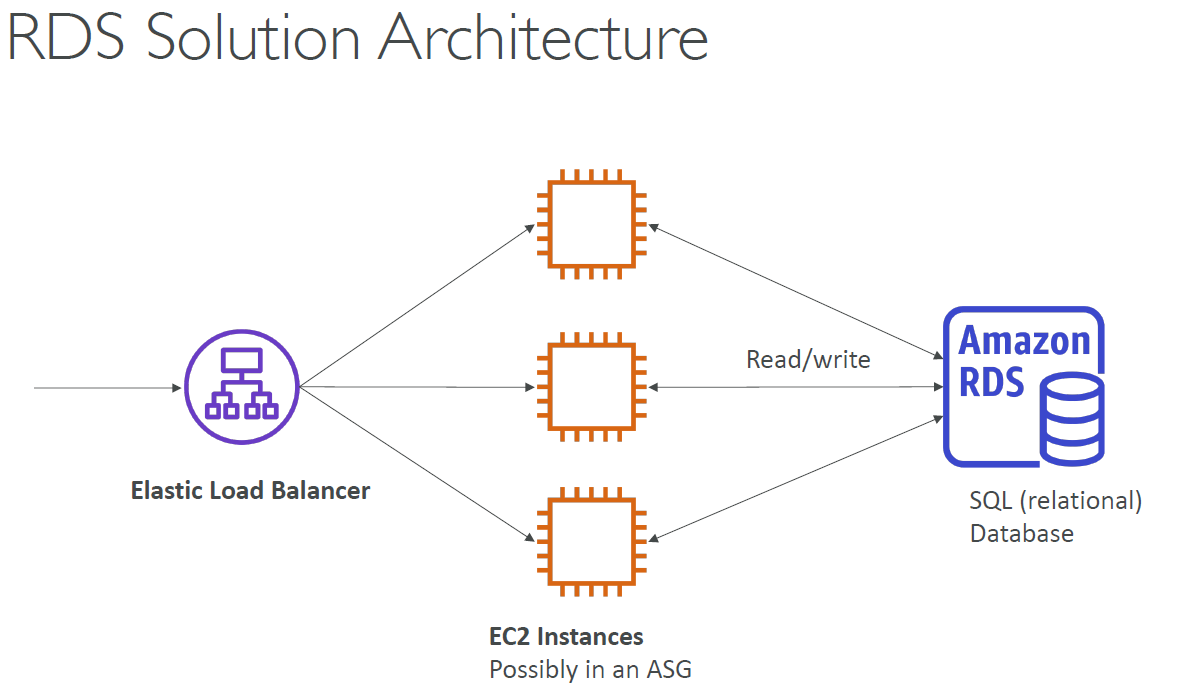 RDS Solution Architecture
Read/write
Amazon
RDS
Elastic Load Balancer
SQL (relational)
Database
EC2 Instances
Possibly in an ASG